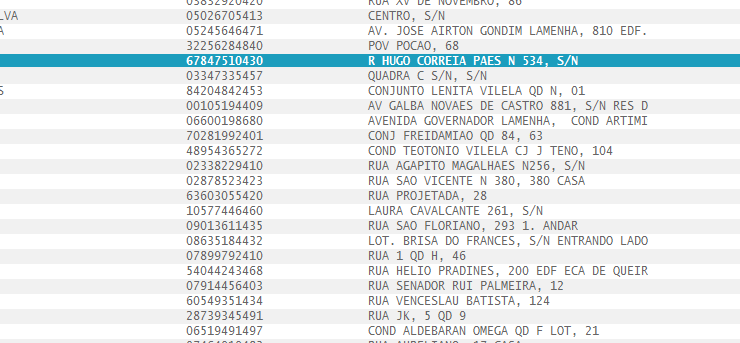 RUA XV DE NOVEMBRO, 86
LVA 05026705413 CENTRO, S/N
A 05245646471 AV. JOSE AIRTON GONDIM LAMENHA, 810 EDF.
32256284840 POV POCAO, 68
67847510430 R HUGO CORREIA PAES N 534, S/N
03347335457 QUADRA C S/N, S/N
S 84204842453 CONJUNTO LENITA VILELA QD N, 01
00105194409 AV GALBA NOVAES DE CASTRO 881, S/N RES D
06600198680 AVENIDA GOVERNADOR LAMENHA, COND ARTIMI
70281992401 CONJ FREIDAMIAO QD 84, 63
48954365272 COND TEOTONIO VILELA CJ J TENO, 104
02338229410 RUA AGAPITO MAGALHAES N256, S/N
02878523423 RUA SAO VICENTE N 380, 380 CASA
63603055420 RUA PROJETADA, 28
10577446460 LAURA CAVALCANTE 261, S/N
09013611435 RUA SAO FLORIANO, 293 1. ANDAR
08635184432 LOT. BRISA DO FRANCES, S/N ENTRANDO LADO
07899792410 RUA 1 QD H, 46
54044243468 RUA HELIO PRADINES, 200 EDF ECA DE QUEIR
07914456403 RUA SENADOR RUI PALMEIRA, 12
60549351434 RUA VENCESLAU BATISTA, 124
28739345491 RUA JK, 5 QD 9
06519491497 COND ALDEBARAN OMEGA QD F LOT, 21